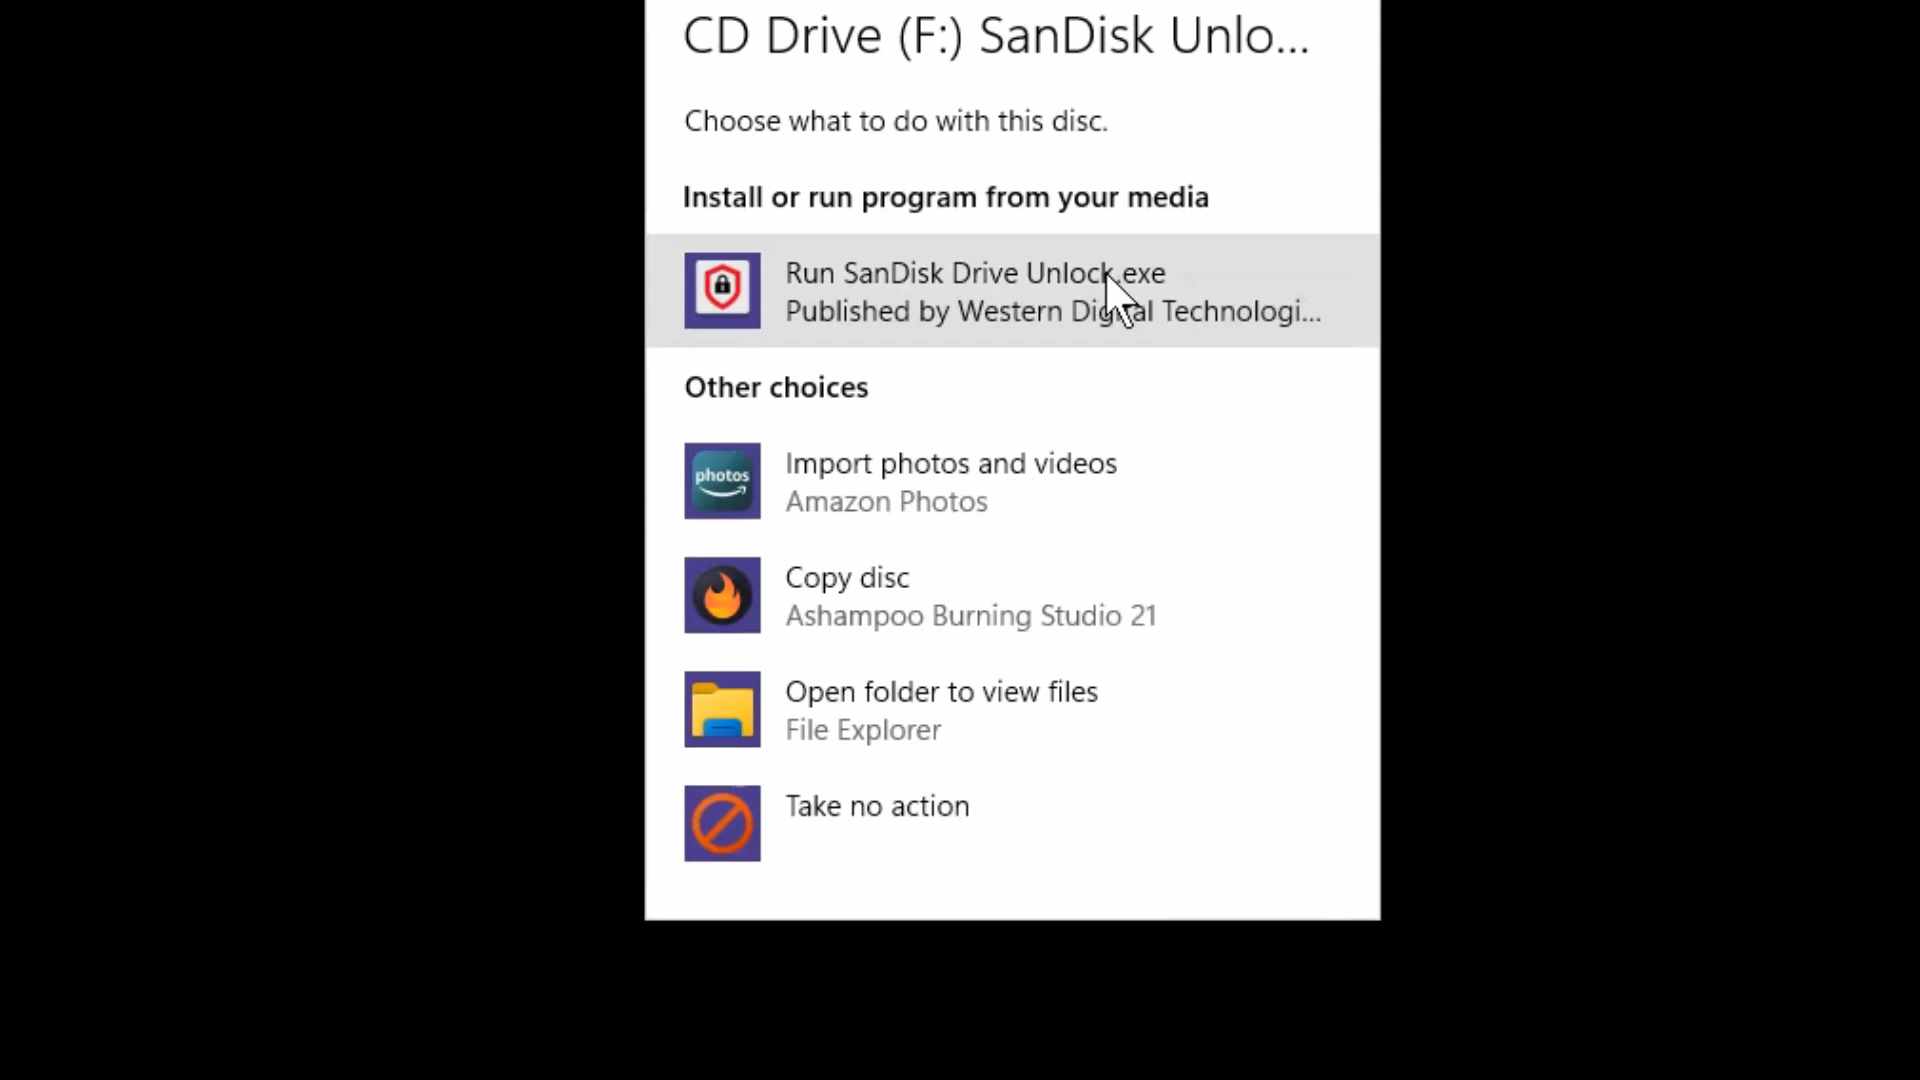 CD Drive (F:) SanDisk Unlo...
Choose what to do with this disc.
Install or run program from your media
Run SanDisk Drive Unlock.exe
Published by Western Digital Technologi...
Other choices
photos
Import photos and videos
Amazon Photos
Copy disc
Ashampoo Burning Studio 21
Open folder to view files
File Explorer
Take no action